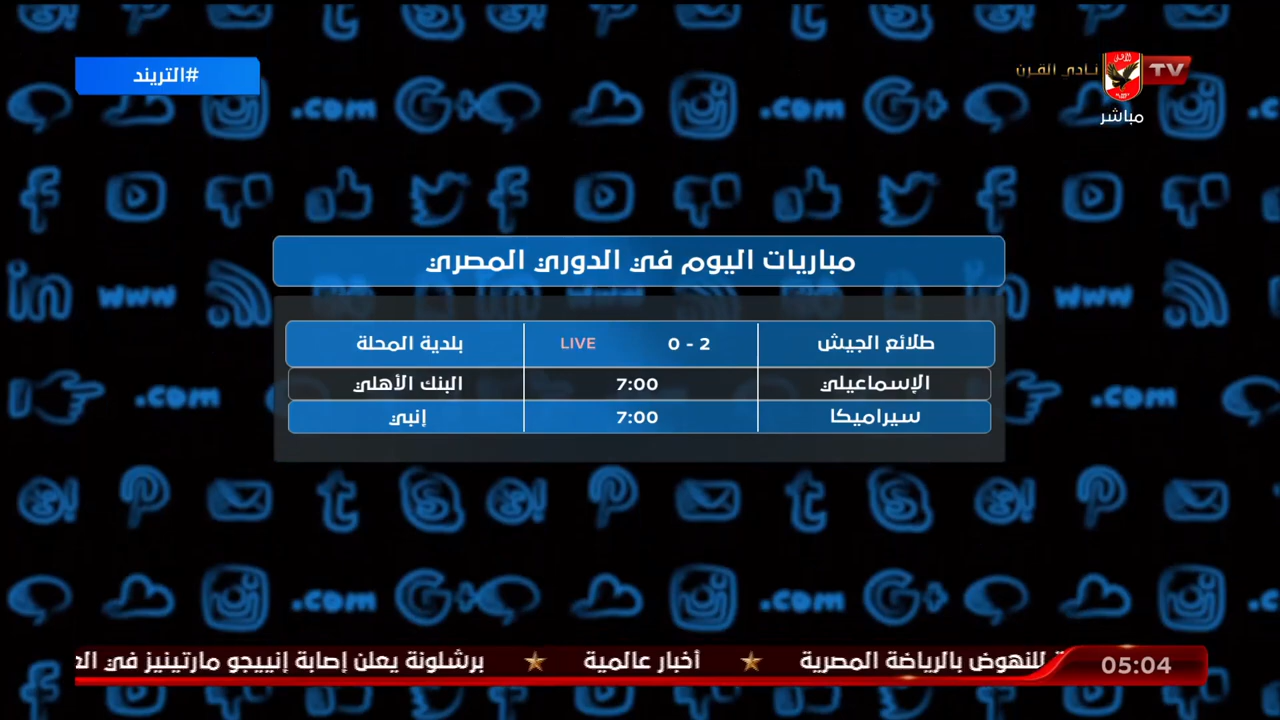 #التريند
نادي القرن
TV
مباشر
مباريات اليوم في الدوري المصري
طلائع الجيش 2 - 0 LIVE بلدية المحلة
الإسماعيلي 7:00 البنك الأهلي
سيراميكا 7:00 إنبي
05:04 للنهوض بالرياضة المصرية ★ أخبار عالمية ★ برشلونة يعلن إصابة إنييجو مارتينيز في